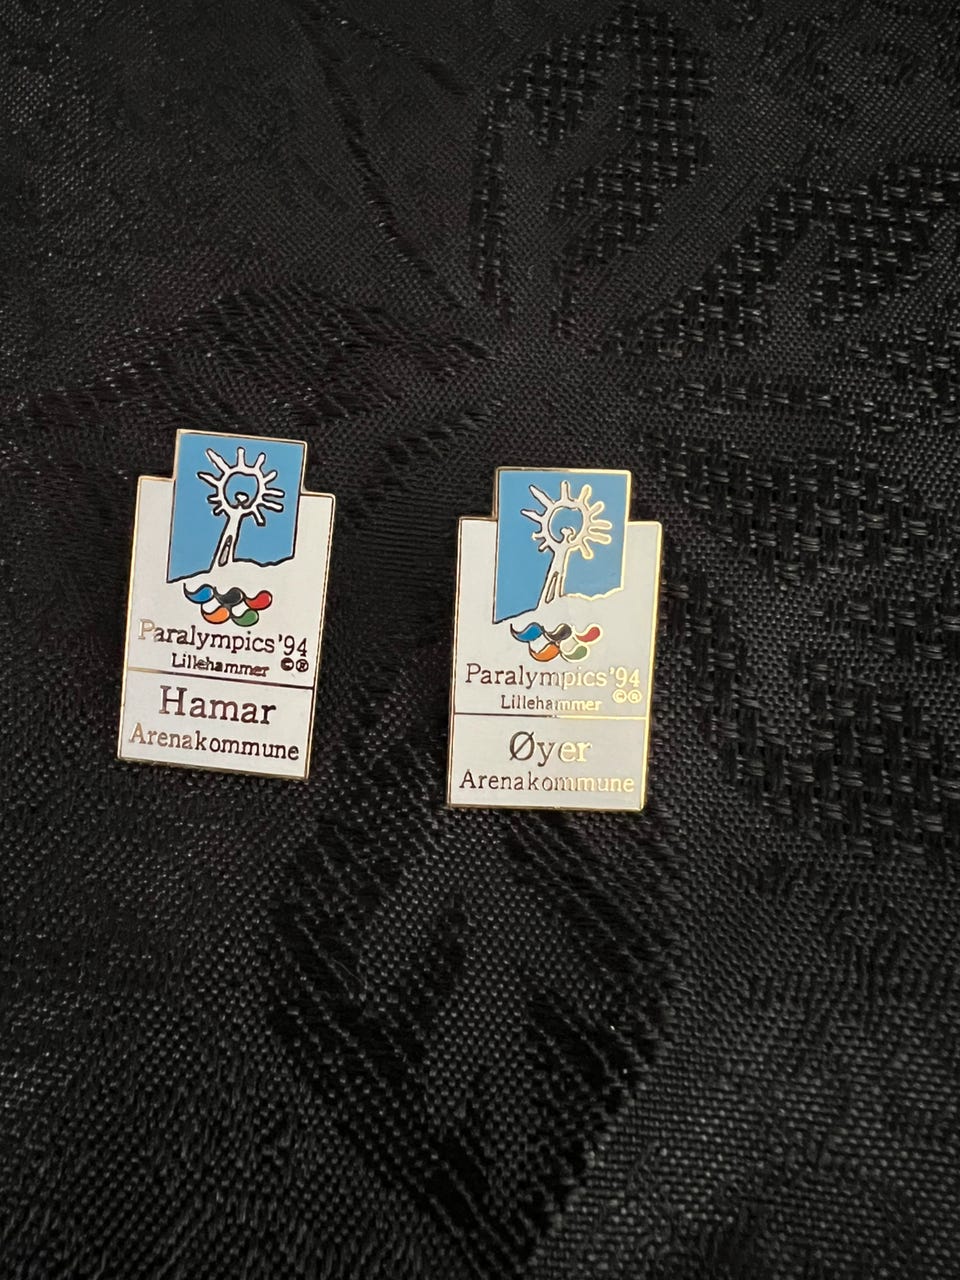 Paralympics '94
Lillehammer ©®
Hamar
Arenakommune
Paralympics '94
Lillehammer ©®
Øyer
Arenakommune